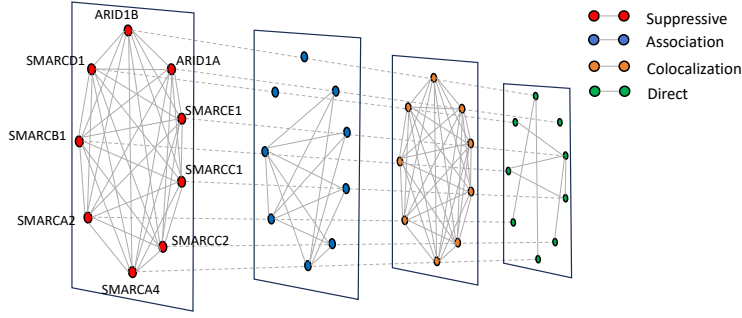 ARID1B
SMARCD1
ARID1A
SMARCE1
SMARCB1
SMARCC1
SMARCA2
SMARCC2
SMARCA4
Suppressive
Association
Colocalization
Direct